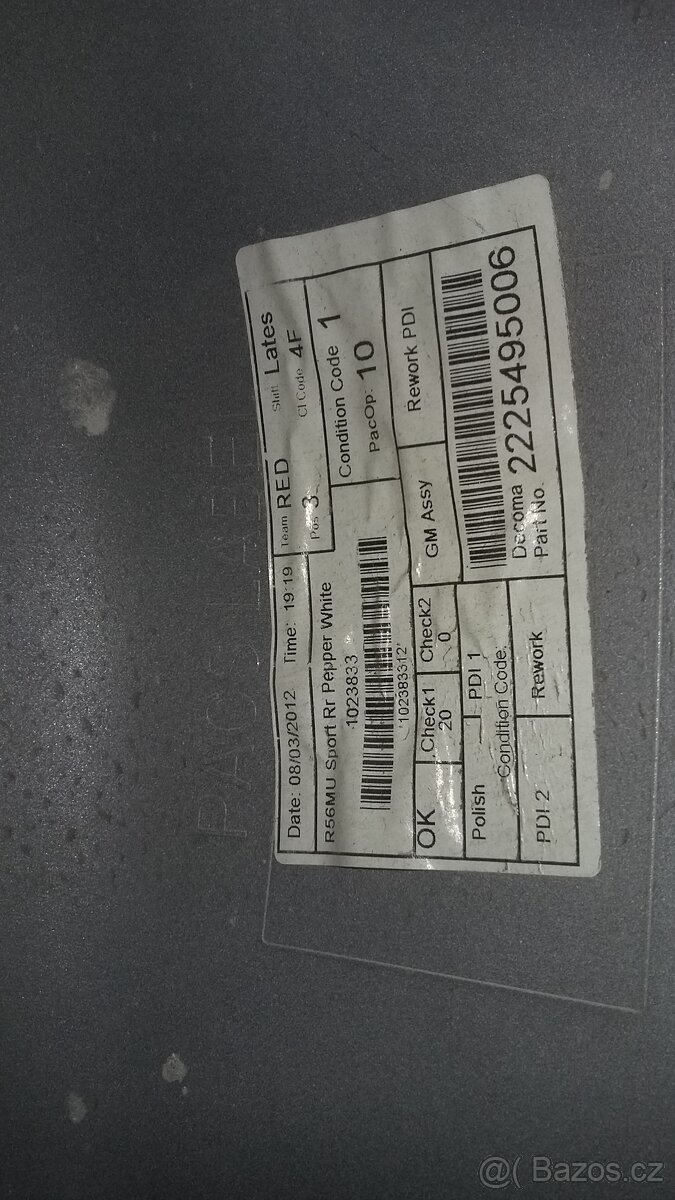 Date: 08/03/2012 Time: 19:19 Team RED Shift Lates
Pos 3 Cl Code 4F
R56MU Sport Rr Pepper White
1023833
'102383312'
Condition Code 1
PacOp: 10
OK Check1 20 Check2 0 GM Assy Rework PDI
Polish PDI 1
Condition Code:
PDI 2 Rework
Decoma
Part No. 2225495006
@( Bazos.cz